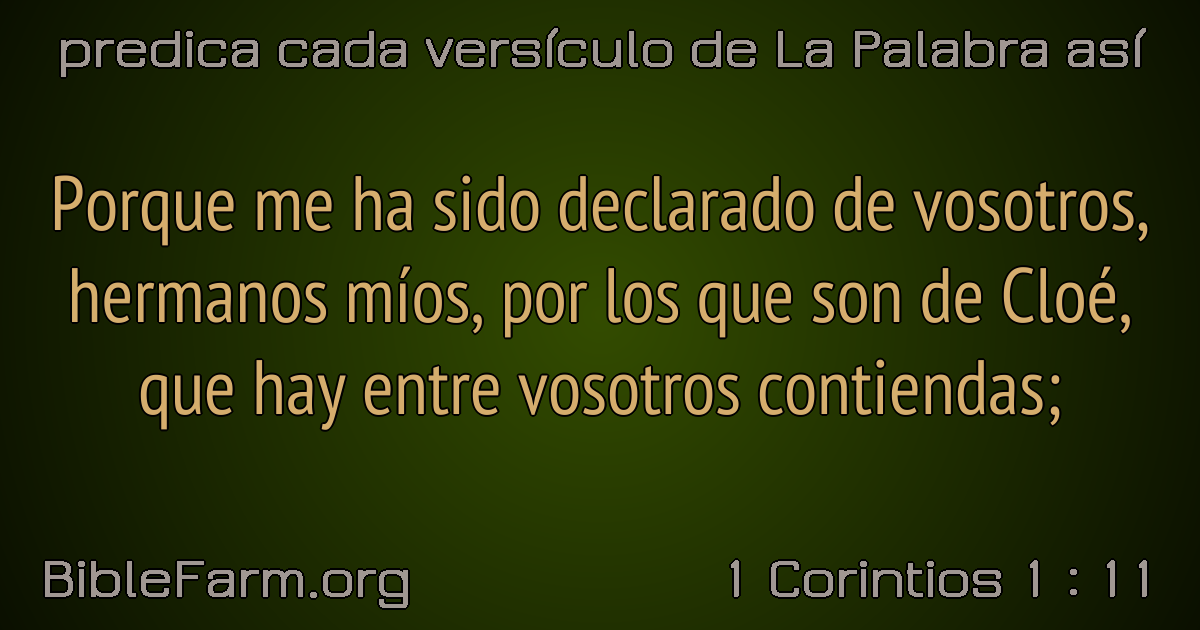 predica cada versículo de La Palabra así
Porque me ha sido declarado de vosotros,
hermanos míos, por los que son de Cloé,
que hay entre vosotros contiendas;
BibleFarm.org
1 Corintios 1 : 11